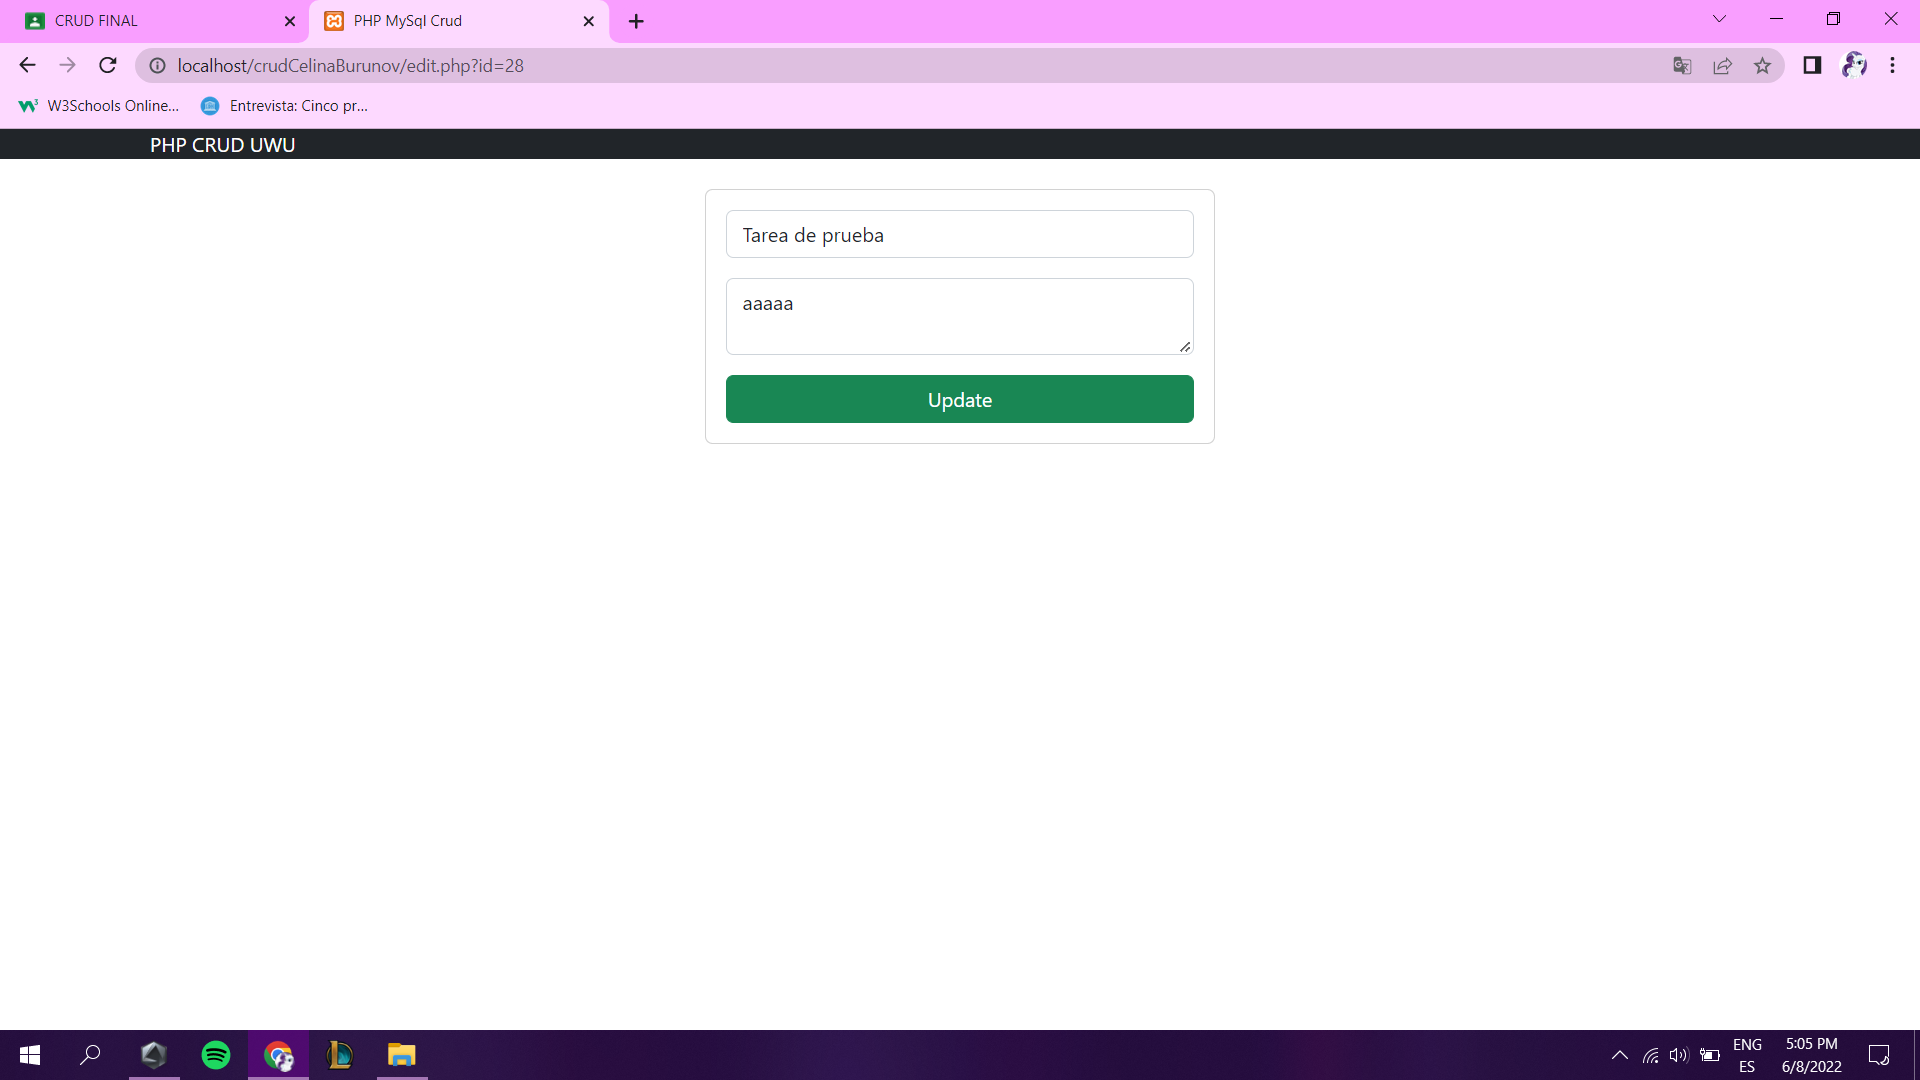 CRUD FINAL
PHP MySql Crud
localhost/crudCelinaBurunov/edit.php?id=28
W3Schools Online...
Entrevista: Cinco pr...
PHP CRUD UWU
Tarea de prueba
aaaaa
Update
ENG
ES
5:05 PM
6/8/2022